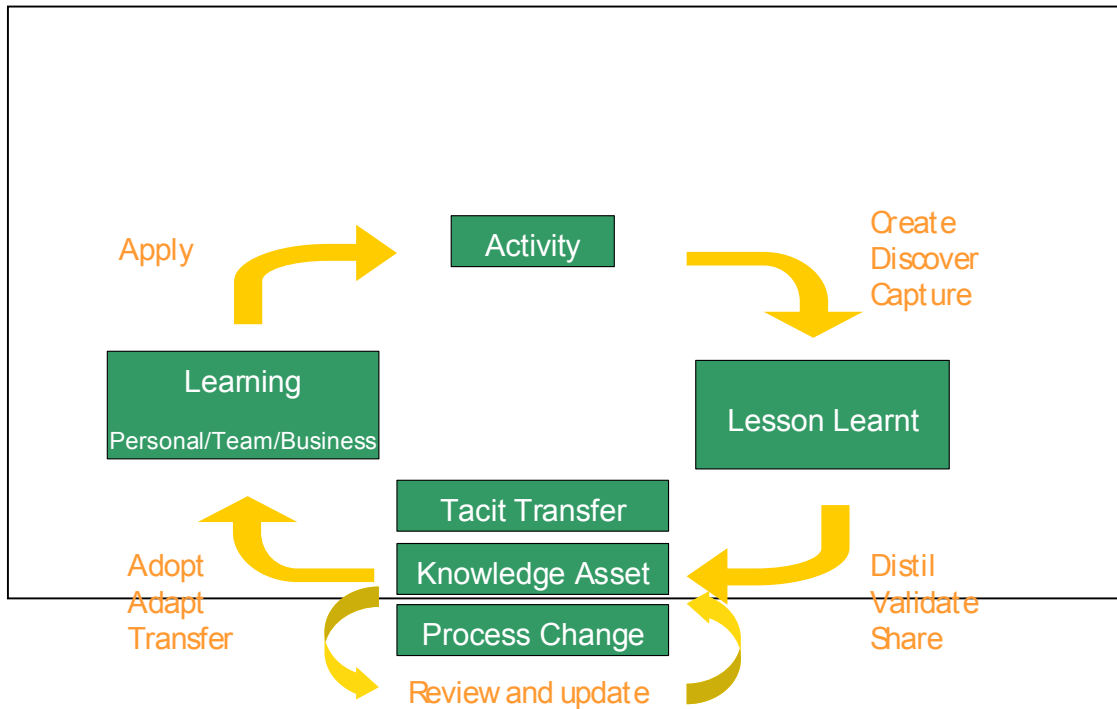 Apply
Activity
Create
Discover
Capture
Learning
Personal/Team/Business
Lesson Learnt
Tacit Transfer
Knowledge Asset
Process Change
Adopt
Adapt
Transfer
Distil
Validate
Share
Review and update